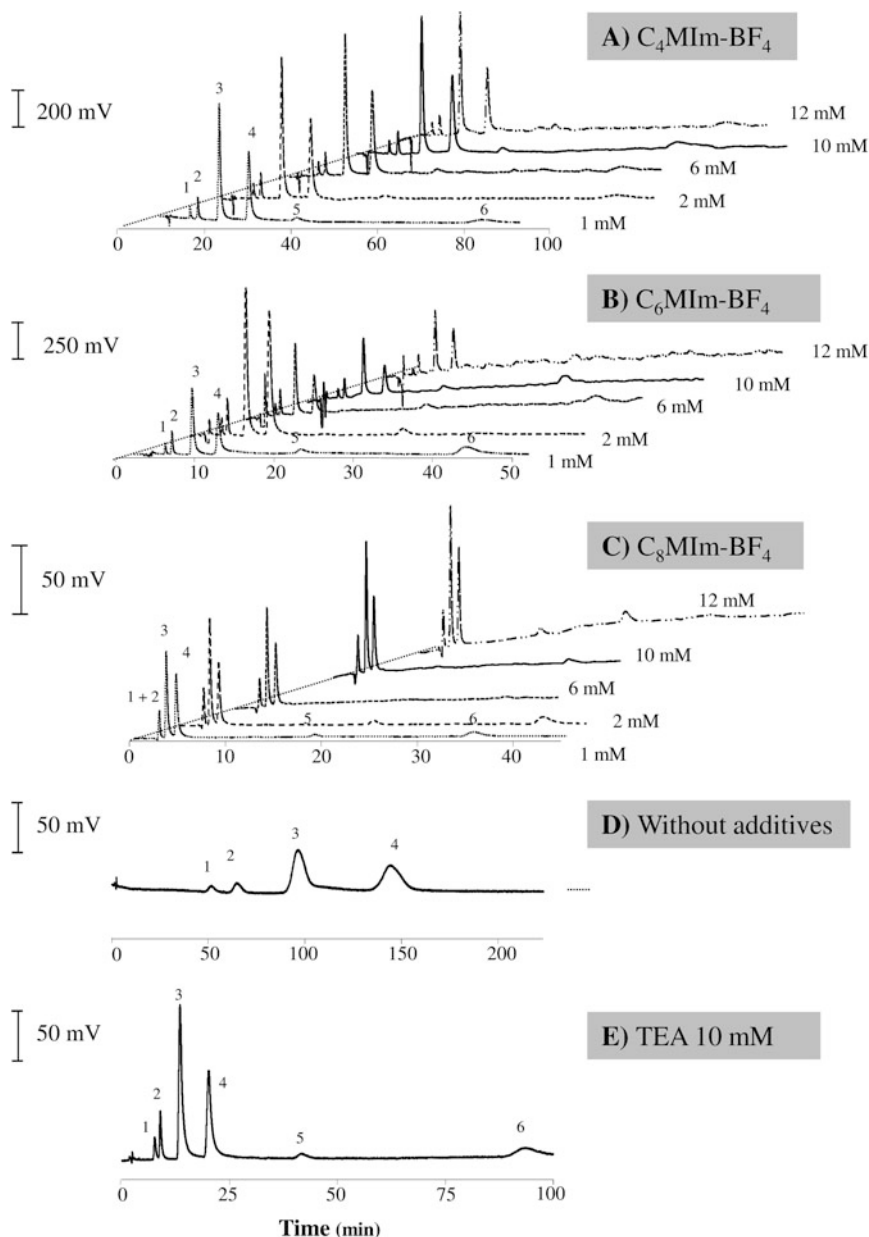 A) C₄MIm-BF₄
200 mV
3
4
1 2
5
6
12 mM
10 mM
6 mM
2 mM
1 mM
0 20 40 60 80 100
B) C₆MIm-BF₄
250 mV
3
4
1 2
5
6
12 mM
10 mM
6 mM
2 mM
1 mM
0 10 20 30 40 50
C) C₈MIm-BF₄
50 mV
3
4
1 + 2
5
6
12 mM
10 mM
6 mM
2 mM
1 mM
0 10 20 30 40
D) Without additives
50 mV
1 2 3 4
0 50 100 150 200
E) TEA 10 mM
50 mV
3
2
4
1
5
6
0 25 50 75 100
Time (min)